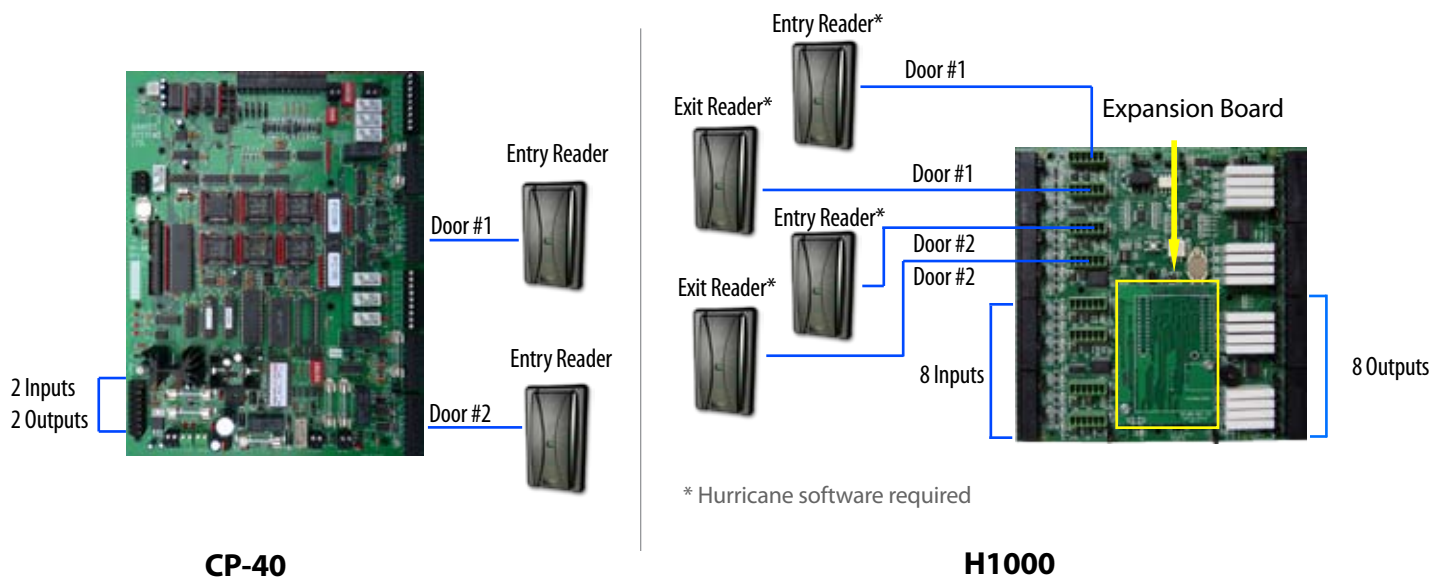 Entry Reader
Door #1
Entry Reader
Door #2
2 Inputs
2 Outputs
CP-40
Entry Reader*
Door #1
Exit Reader*
Expansion Board
Door #1
Entry Reader*
Door #2
Door #2
Exit Reader*
8 Inputs
8 Outputs
* Hurricane software required
H1000